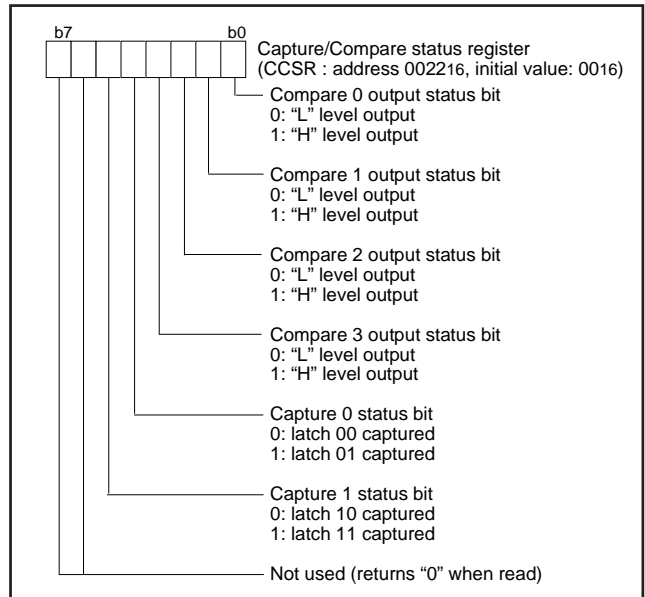 b7 b0
Capture/Compare status register
(CCSR : address 002216, initial value: 0016)
Compare 0 output status bit
0: “L” level output
1: “H” level output
Compare 1 output status bit
0: “L” level output
1: “H” level output
Compare 2 output status bit
0: “L” level output
1: “H” level output
Compare 3 output status bit
0: “L” level output
1: “H” level output
Capture 0 status bit
0: latch 00 captured
1: latch 01 captured
Capture 1 status bit
0: latch 10 captured
1: latch 11 captured
Not used (returns “0” when read)